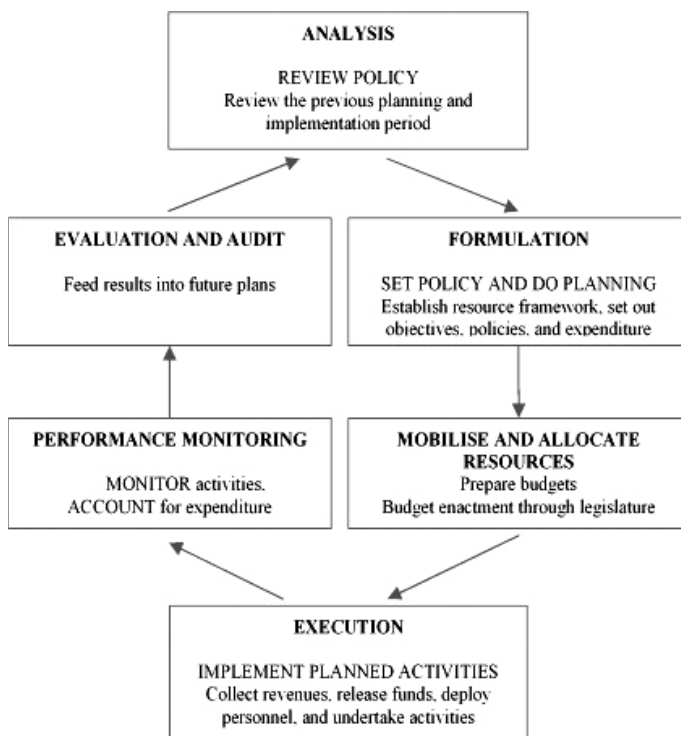 ANALYSIS
REVIEW POLICY
Review the previous planning and
implementation period
EVALUATION AND AUDIT
Feed results into future plans
FORMULATION
SET POLICY AND DO PLANNING
Establish resource framework, set out
objectives, policies, and expenditure
PERFORMANCE MONITORING
MONITOR activities.
ACCOUNT for expenditure
MOBILISE AND ALLOCATE
RESOURCES
Prepare budgets
Budget enactment through legislature
EXECUTION
IMPLEMENT PLANNED ACTIVITIES
Collect revenues, release funds, deploy
personnel, and undertake activities